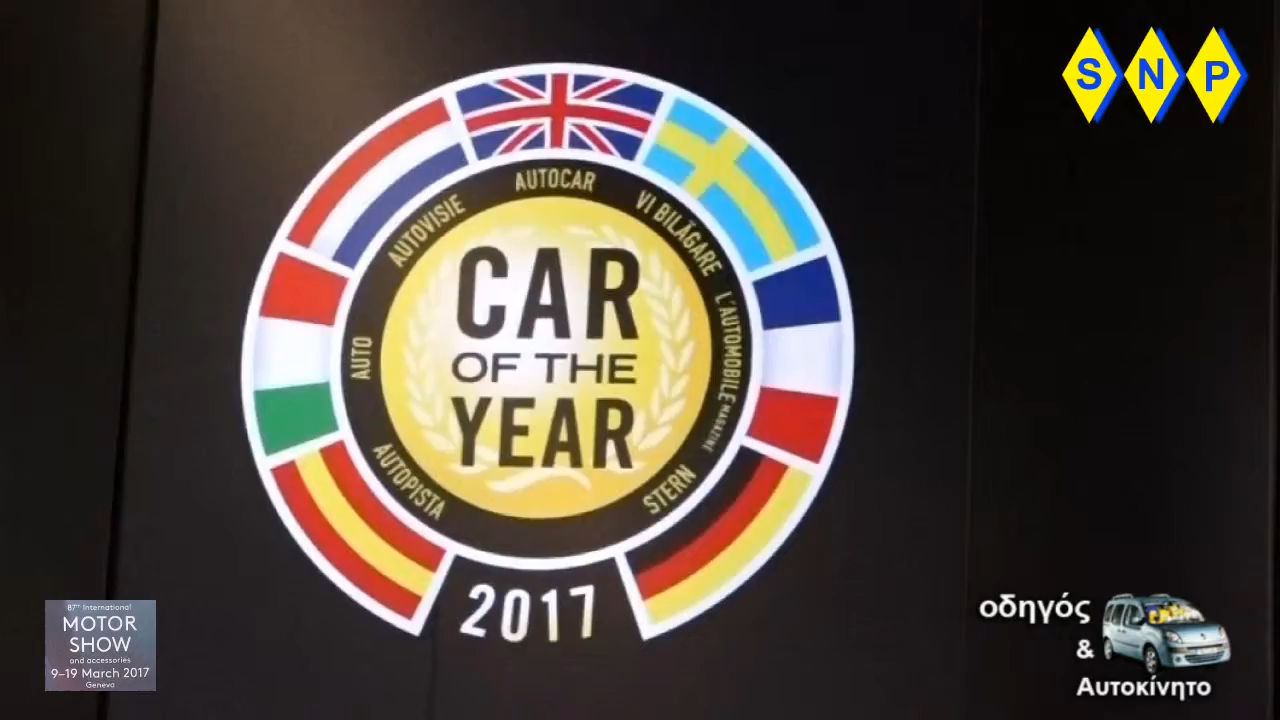 SNP
AUTOCAR
AUTOVISIE
VI BILÄGARE
AUTO
L'AUTOMOBILE MAGAZINE
AUTOPISTA
STERN
CAR
OF THE
YEAR
2017
87th International
MOTOR
SHOW
and accessories
9–19 March 2017
Geneva
οδηγός
&
Αυτοκίνητο